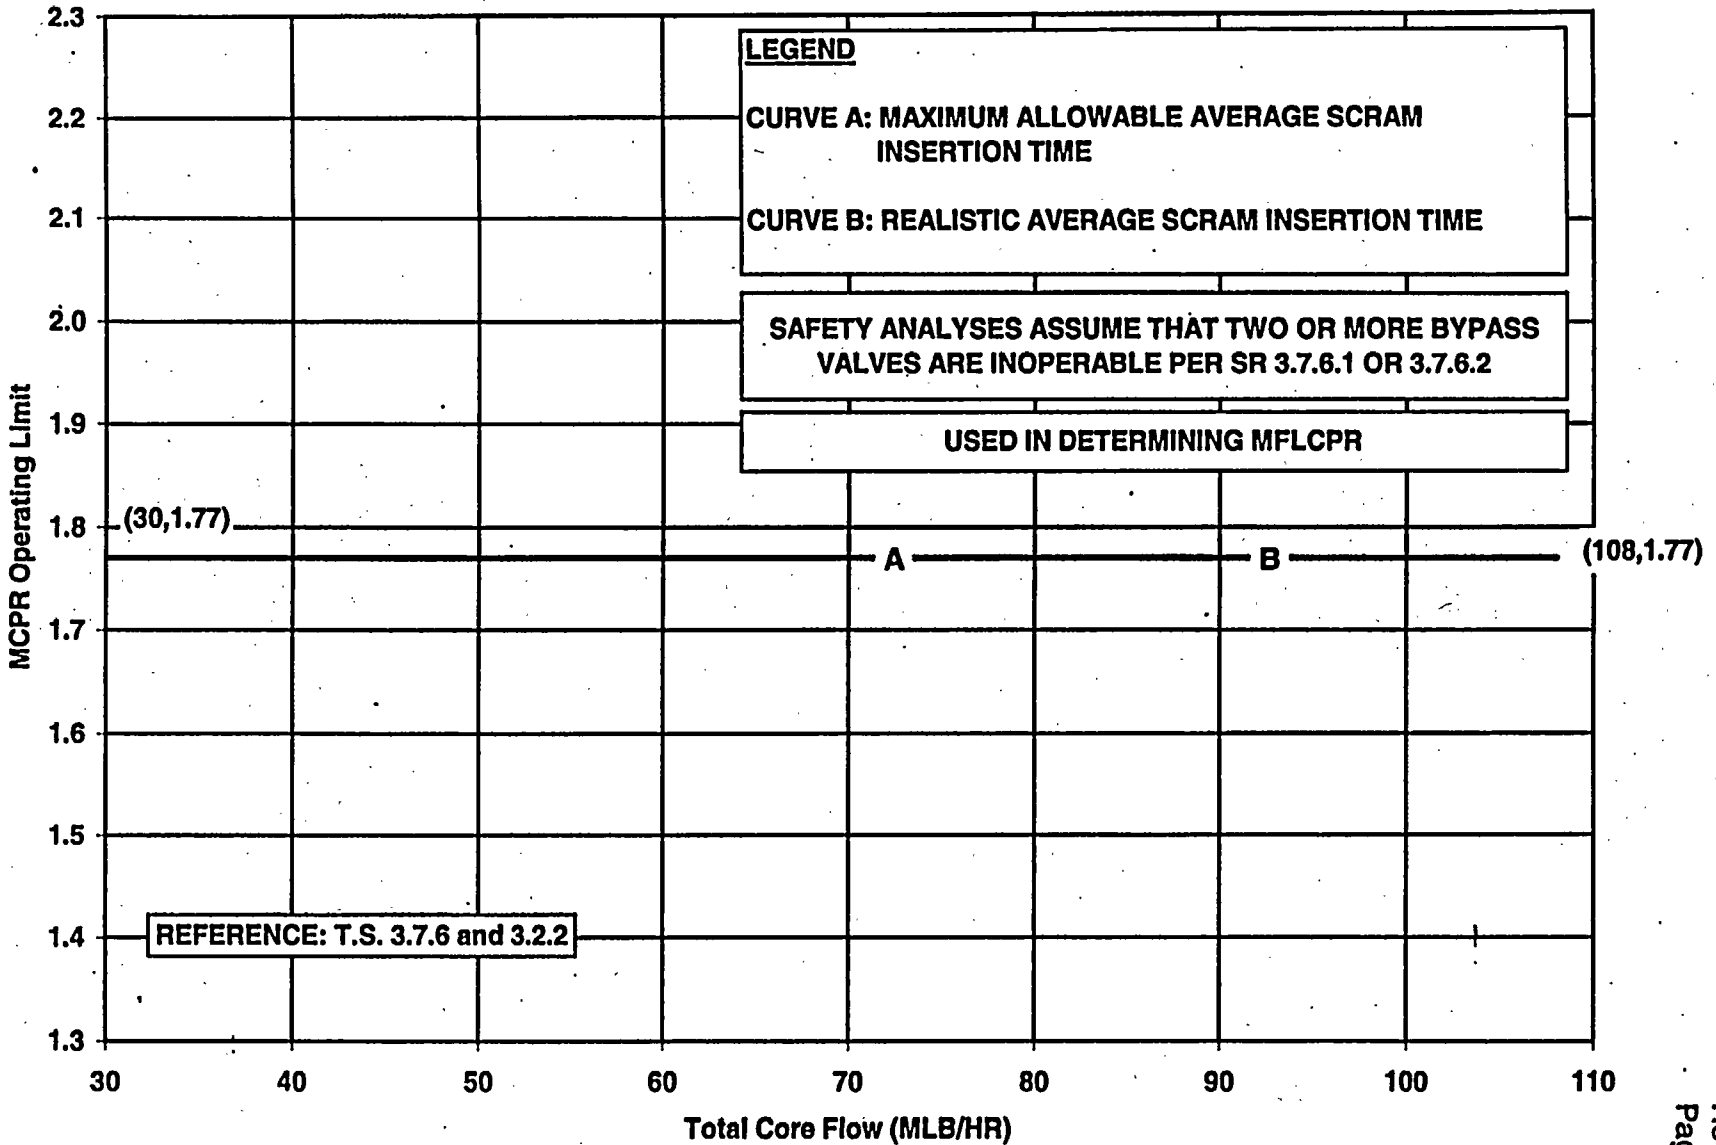 2.3
LEGEND
2.2
CURVE A: MAXIMUM ALLOWABLE AVERAGE SCRAM
INSERTION TIME
2.1
CURVE B: REALISTIC AVERAGE SCRAM INSERTION TIME
2.0
SAFETY ANALYSES ASSUME THAT TWO OR MORE BYPASS
VALVES ARE INOPERABLE PER SR 3.7.6.1 OR 3.7.6.2
1.9
USED IN DETERMINING MFLCPR
MCPR Operating Limit
1.8
(30,1.77)
A
B
(108,1.77)
1.7
1.6
1.5
1.4
REFERENCE: T.S. 3.7.6 and 3.2.2
1.3
30 40 50 60 70 80 90 100 110
Total Core Flow (MLB/HR)